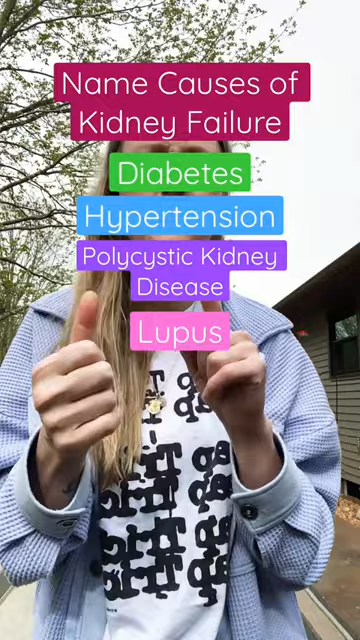 Name Causes of
Kidney Failure
Diabetes
Hypertension
Polycystic Kidney
Disease
Lupus